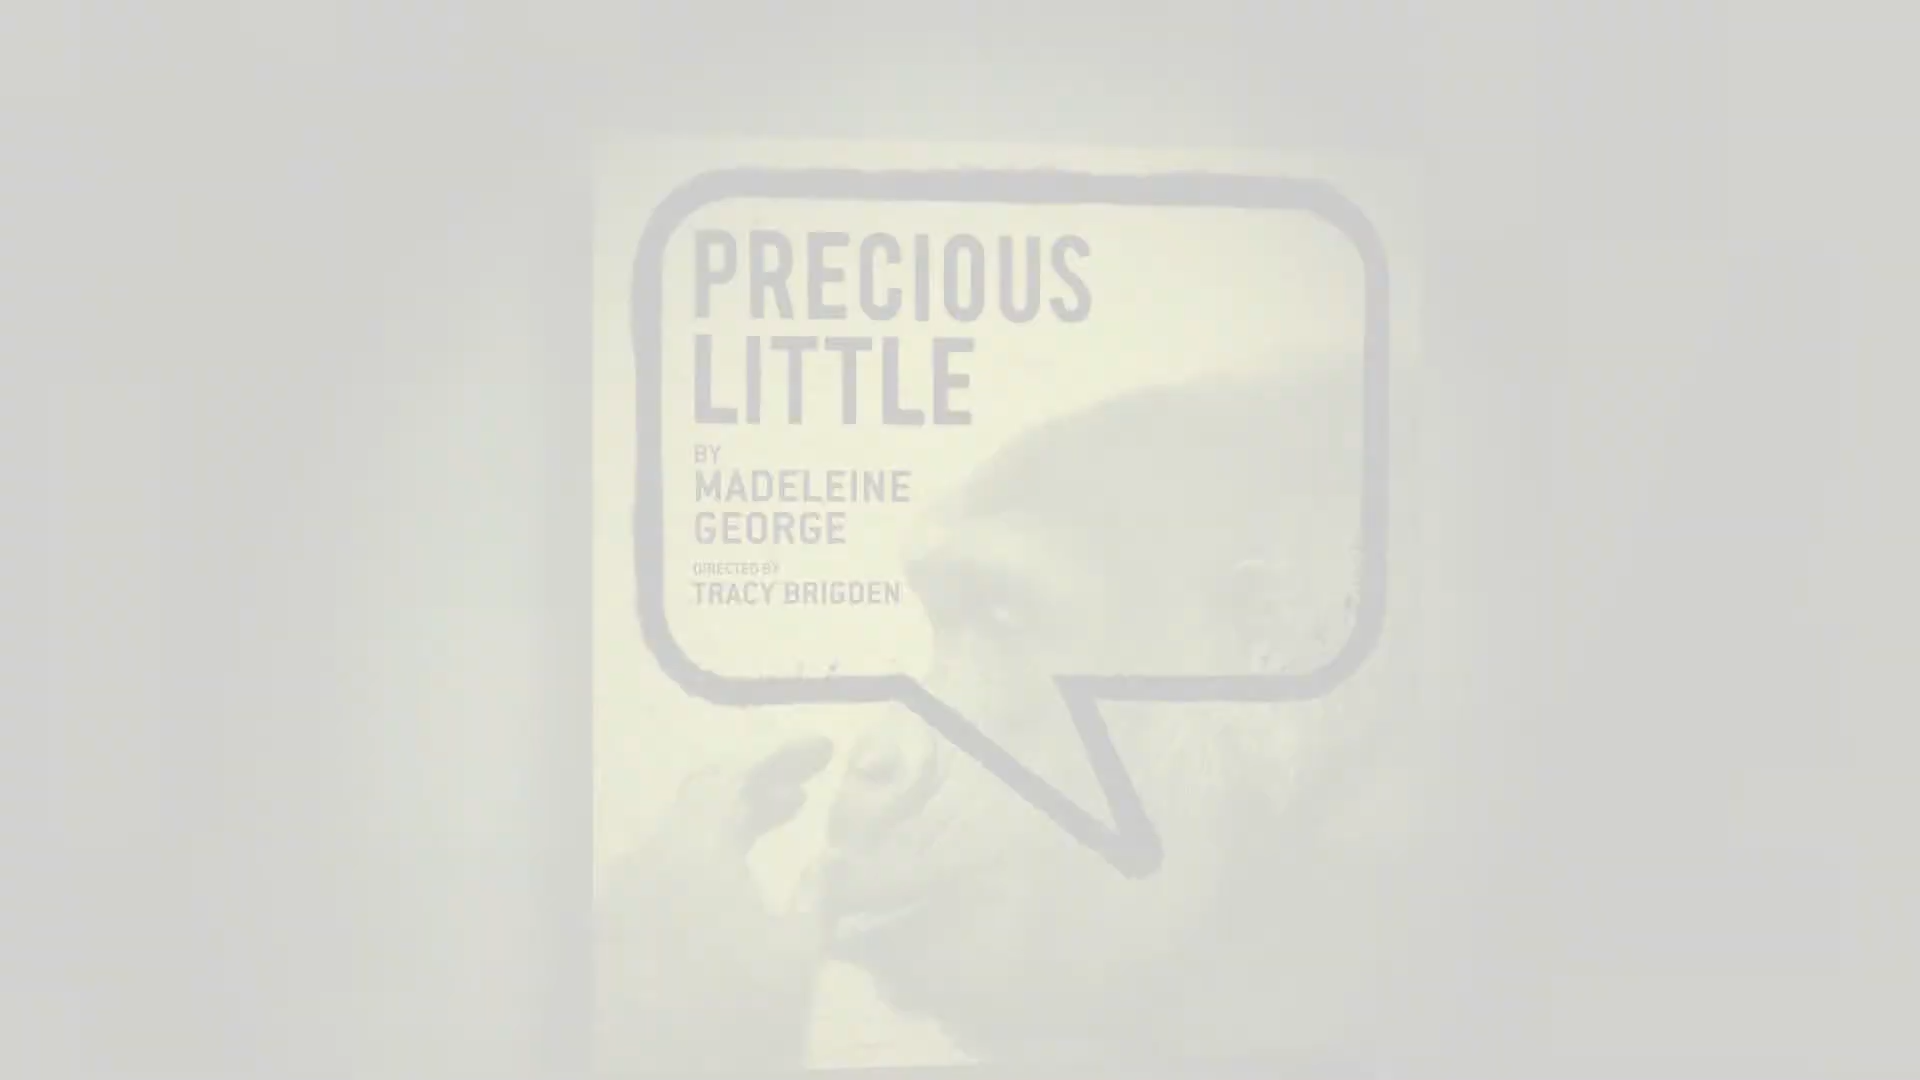 PRECIOUS
LITTLE
BY
MADELEINE
GEORGE
DIRECTED BY
TRACY BRIGDEN